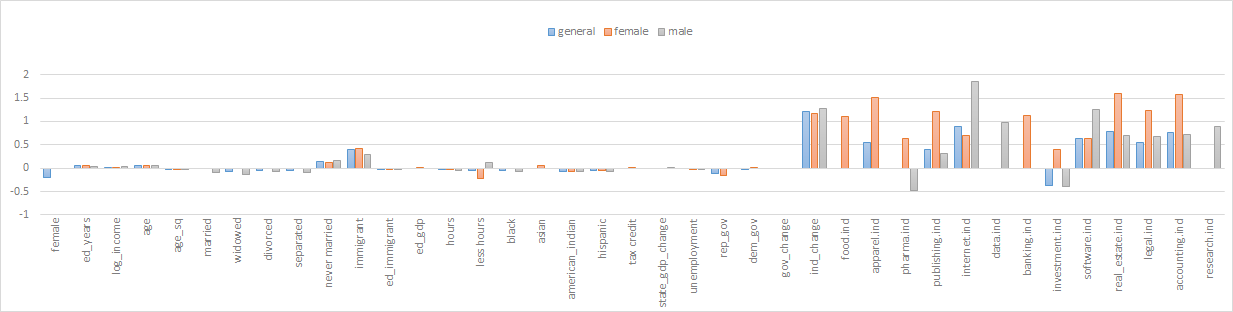 general female male
2
1.5
1
0.5
0
-0.5
-1
female
ed_years
log_income
age
age_sq
married
widowed
divorced
separated
never married
immigrant
ed_immigrant
ed_gdp
hours
less hours
black
asian
american_indian
hispanic
tax credit
state_gdp_change
unemployment
rep_gov
dem_gov
gov_change
ind_change
food.ind
apparel.ind
pharma.ind
publishing.ind
internet.ind
data.ind
banking.ind
investment.ind
software.ind
real_estate.ind
legal.ind
accounting.ind
research.ind